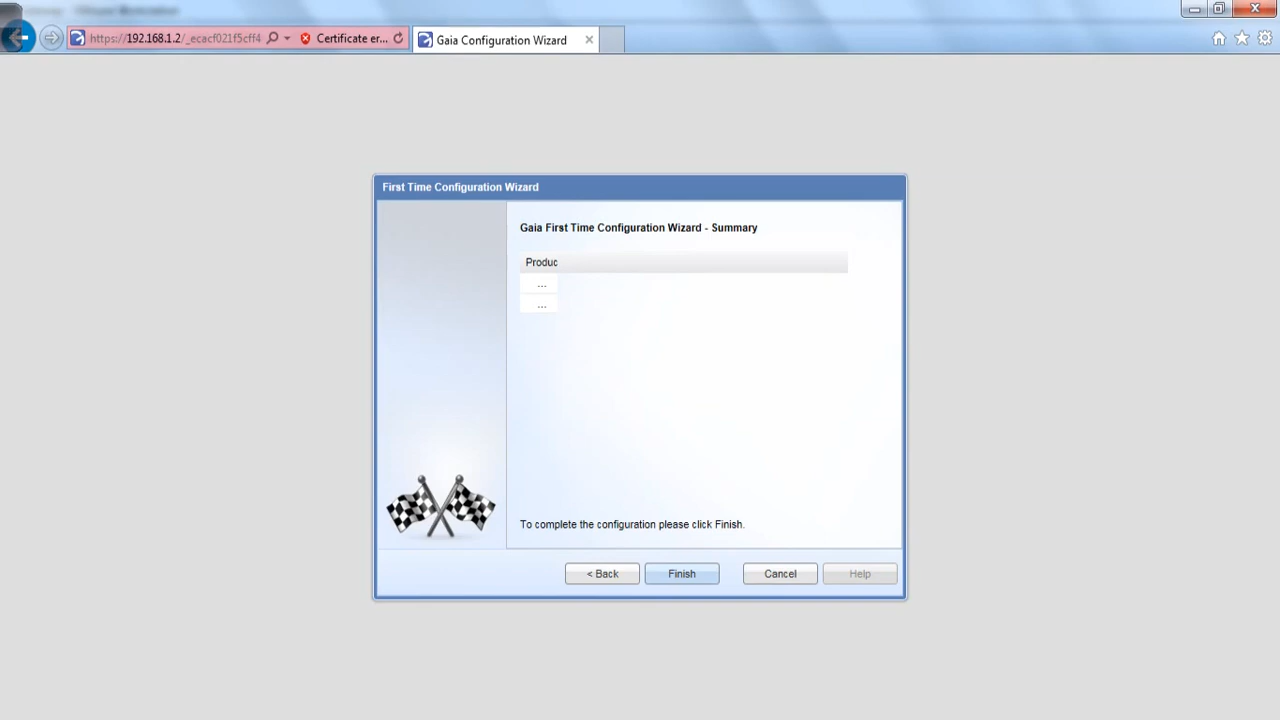 https://192.168.1.2/_ecacf021f5cff4
Certificate er...
Gaia Configuration Wizard
First Time Configuration Wizard
Gaia First Time Configuration Wizard - Summary
Produc
...
...
To complete the configuration please click Finish.
< Back
Finish
Cancel
Help